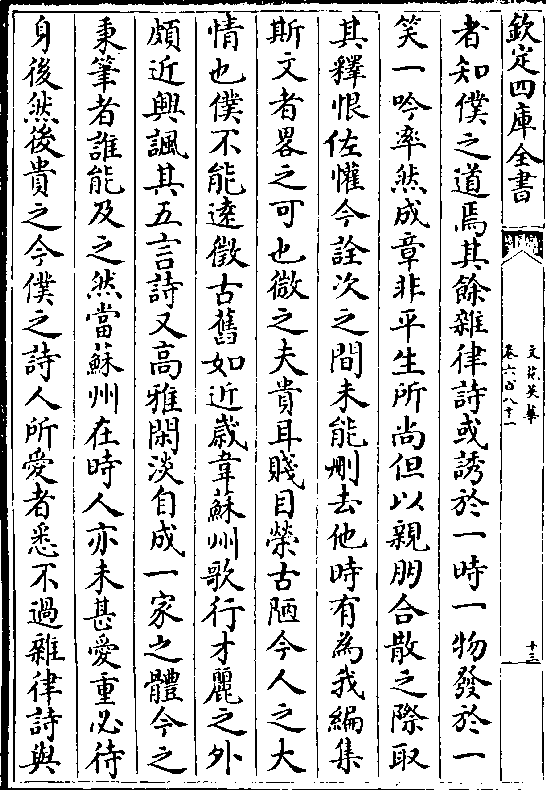 欽定四庫全書
文苑英華
卷六百八十一
十三
者知僕之道焉其餘雜律詩或誘於一時一物發於一
笑一吟率然成章非平生所尚但以親朋合散之際取
其釋恨佐懽今詮次之間未能刪去他時有為我編集
斯文者畧之可也微之夫貴耳賤目榮古陋今人之大
情也僕不能逺徵古舊如近歳韋蘇州歌行才麗之外
頗近興諷其五言詩又高雅閑淡自成一家之體今之
秉筆者誰能及之然當蘇州在時人亦未甚愛重必待
身後然後貴之今僕之詩人所愛者悉不過雜律詩與